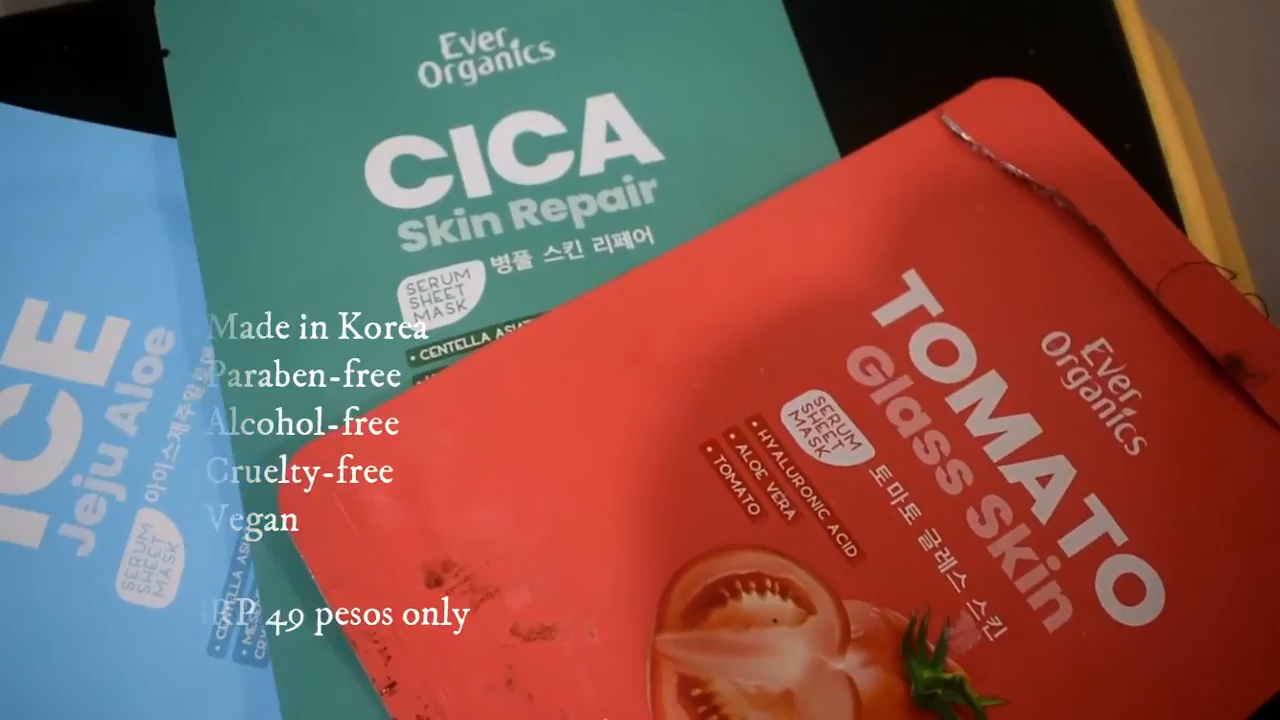 Ever
Organics
CICA
Skin Repair
병풀 스킨 리페어
SERUM
SHEET
MASK
• CENTELLA
ICE
Jeju Aloe
아이스제주알로에
SERUM
SHEET
MASK
• CENTELLA
Made in Korea
Paraben-free
Alcohol-free
Cruelty-free
Vegan
SRP 49 pesos only
Ever
Organics
TOMATO
Glass Skin
토마토 글레스 스킨
SERUM
SHEET
MASK
• HYALURONIC ACID
• ALOE VERA
• TOMATO